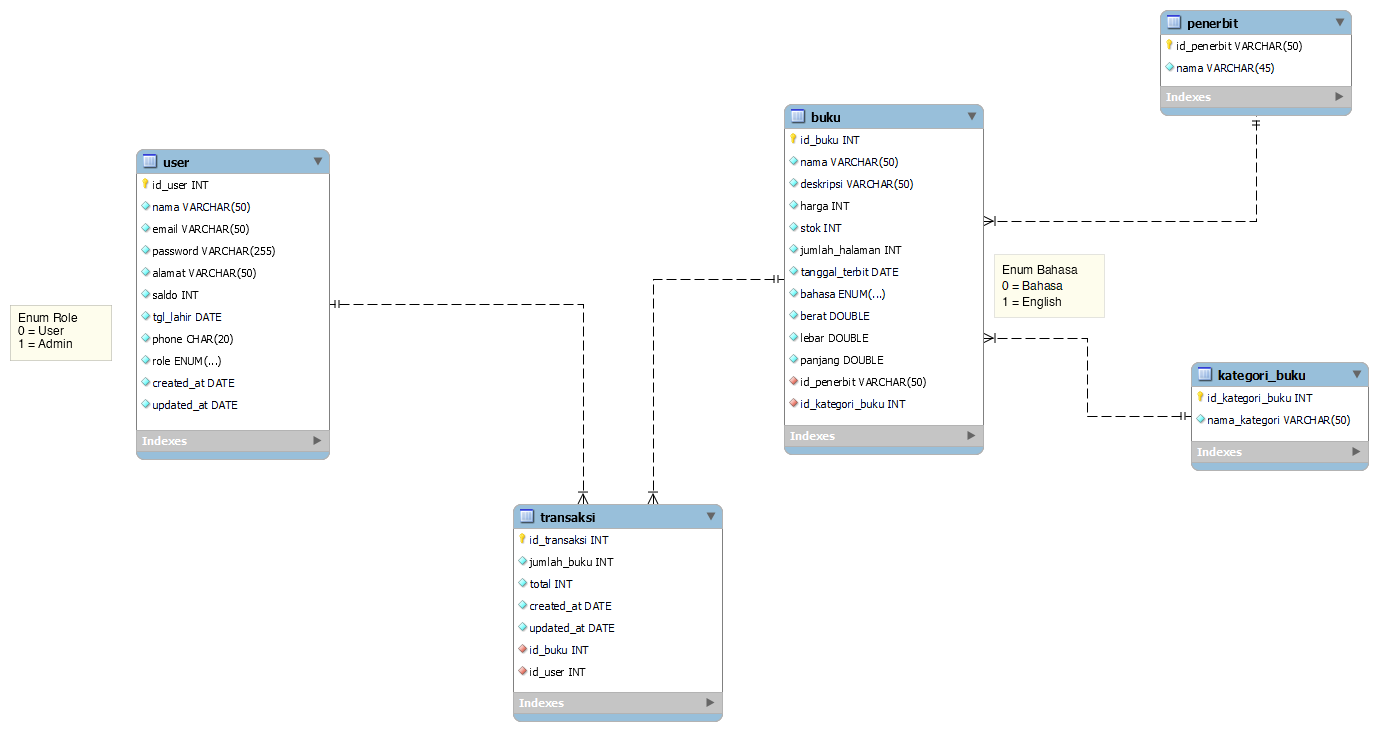 Enum Role
0 = User
1 = Admin
user
id_user INT
nama VARCHAR(50)
email VARCHAR(50)
password VARCHAR(255)
alamat VARCHAR(50)
saldo INT
tgl_lahir DATE
phone CHAR(20)
role ENUM(...)
created_at DATE
updated_at DATE
Indexes
transaksi
id_transaksi INT
jumlah_buku INT
total INT
created_at DATE
updated_at DATE
id_buku INT
id_user INT
Indexes
buku
id_buku INT
nama VARCHAR(50)
deskripsi VARCHAR(50)
harga INT
stok INT
jumlah_halaman INT
tanggal_terbit DATE
bahasa ENUM(...)
berat DOUBLE
lebar DOUBLE
panjang DOUBLE
id_penerbit VARCHAR(50)
id_kategori_buku INT
Indexes
Enum Bahasa
0 = Bahasa
1 = English
penerbit
id_penerbit VARCHAR(50)
nama VARCHAR(45)
Indexes
kategori_buku
id_kategori_buku INT
nama_kategori VARCHAR(50)
Indexes